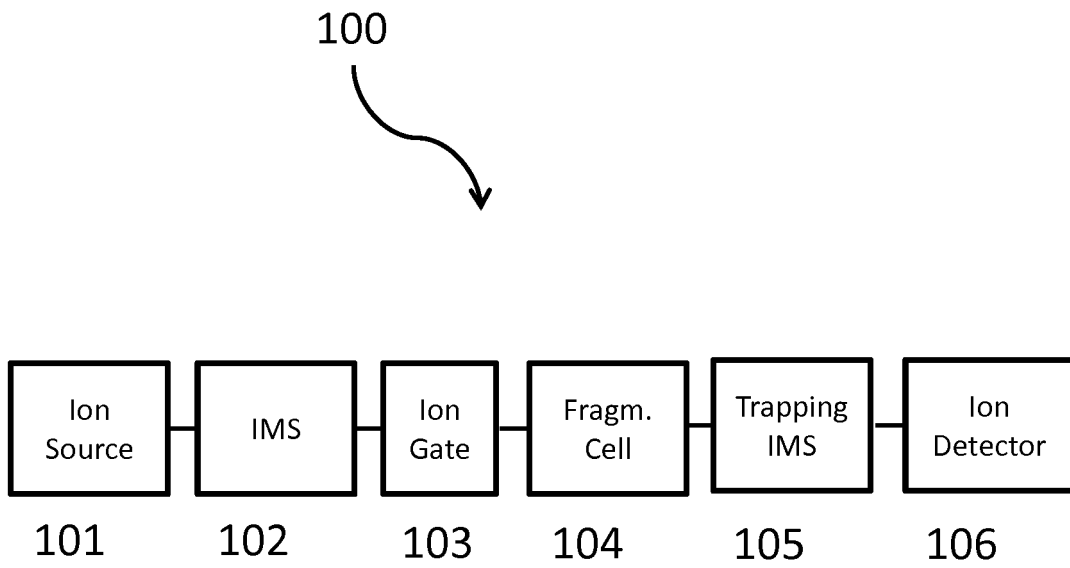 100
Ion
Source
IMS
Ion
Gate
Fragm.
Cell
Trapping
IMS
Ion
Detector
101
102
103
104
105
106